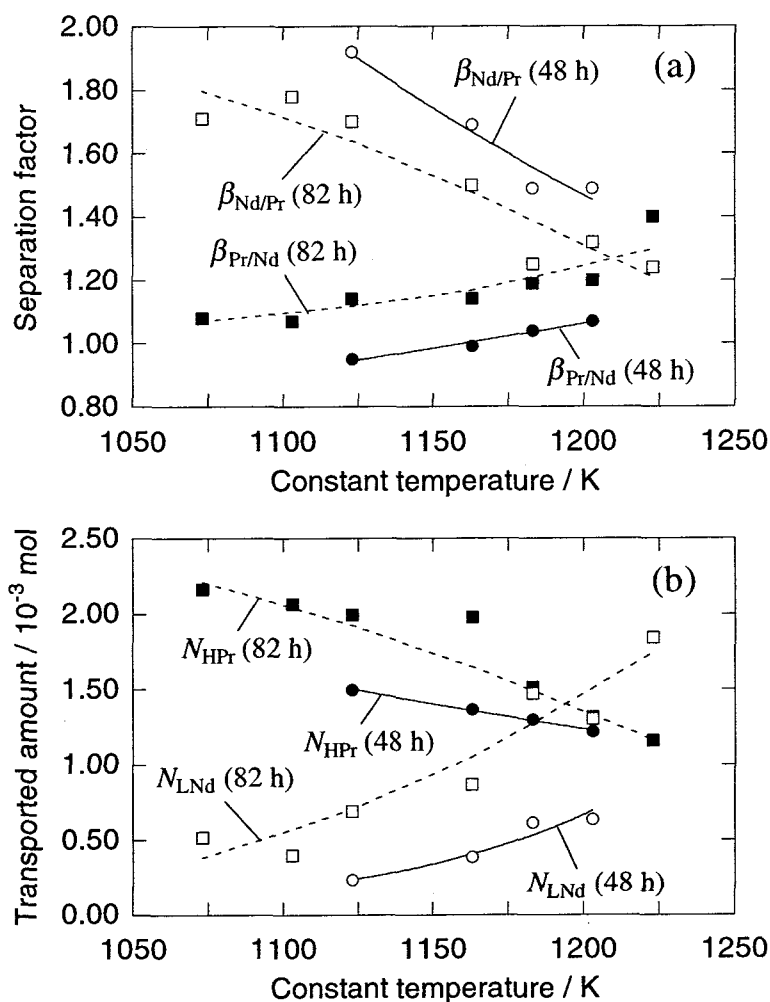 2.00
1.80
1.60
1.40
1.20
1.00
0.80
Separation factor
(a)
βNd/Pr (48 h)
βNd/Pr (82 h)
βPr/Nd (82 h)
βPr/Nd (48 h)
1050 1100 1150 1200 1250
Constant temperature / K
2.50
2.00
1.50
1.00
0.50
0.00
Transported amount / 10⁻³ mol
(b)
NHPr (82 h)
NHPr (48 h)
NLNd (82 h)
NLNd (48 h)
1050 1100 1150 1200 1250
Constant temperature / K